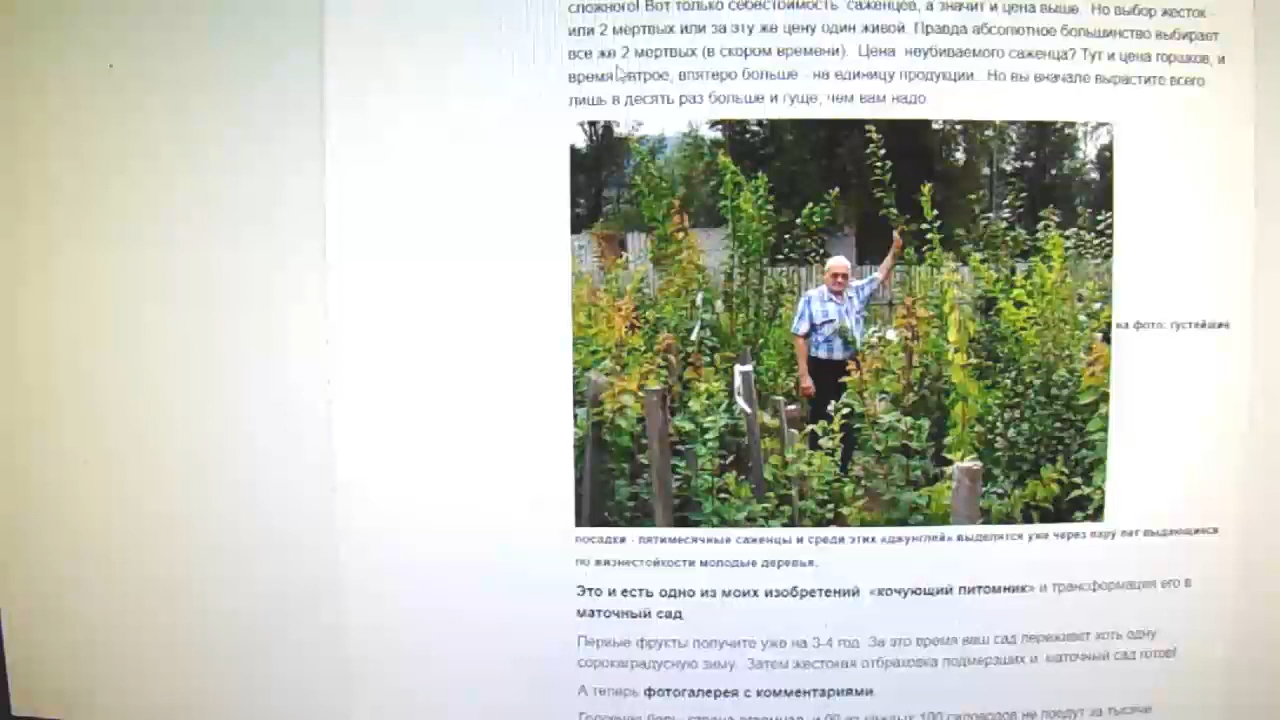 сложного! Вот только себестоимость саженцев, а значит и цена выше. Но выбор жесток -
или 2 мертвых или за эту же цену один живой. Правда абсолютное большинство выбирает
все же 2 мертвых (в скором времени). Цена неубиваемого саженца? Тут и цена горшков, и
время втрое, впятеро больше - на единицу продукции. Но вы вначале вырастите всего
лишь в десять раз больше и гуще, чем вам надо.
на фото: густейшие
посадки - пятимесячные саженцы и среди этих «джунглей» выделятся уже через пару лет выдающиеся
по жизнестойкости молодые деревья.
Это и есть одно из моих изобретений «кочующий питомник» и трансформация его в
маточный сад.
Первые фрукты получите уже на 3-4 год. За это время ваш сад переживет хоть одну
сорокаградусную зиму. Затем жестокая отбраковка подмерзших и маточный сад готов!
А теперь фотогалерея с комментариями.
100 садоводов не поедут за тысячи